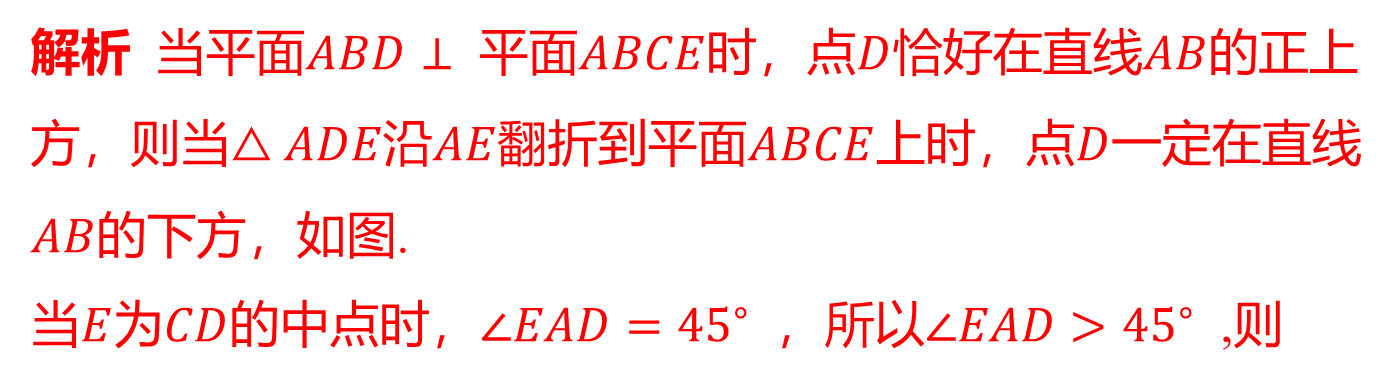 解析 当平面ABD ⊥ 平面ABCE时，点D恰好在直线AB的正上
方，则当△ ADE沿AE翻折到平面ABCE上时，点D一定在直线
AB的下方，如图.
当E为CD的中点时，∠EAD = 45° ，所以∠EAD > 45° ,则